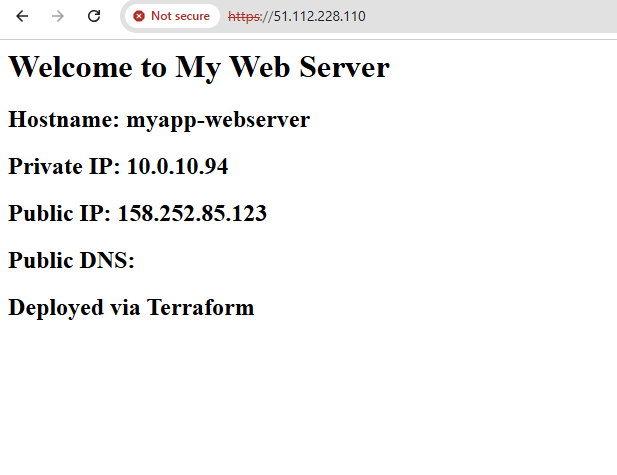 Not secure https://51.112.228.110
Welcome to My Web Server
Hostname: myapp-webserver
Private IP: 10.0.10.94
Public IP: 158.252.85.123
Public DNS:
Deployed via Terraform